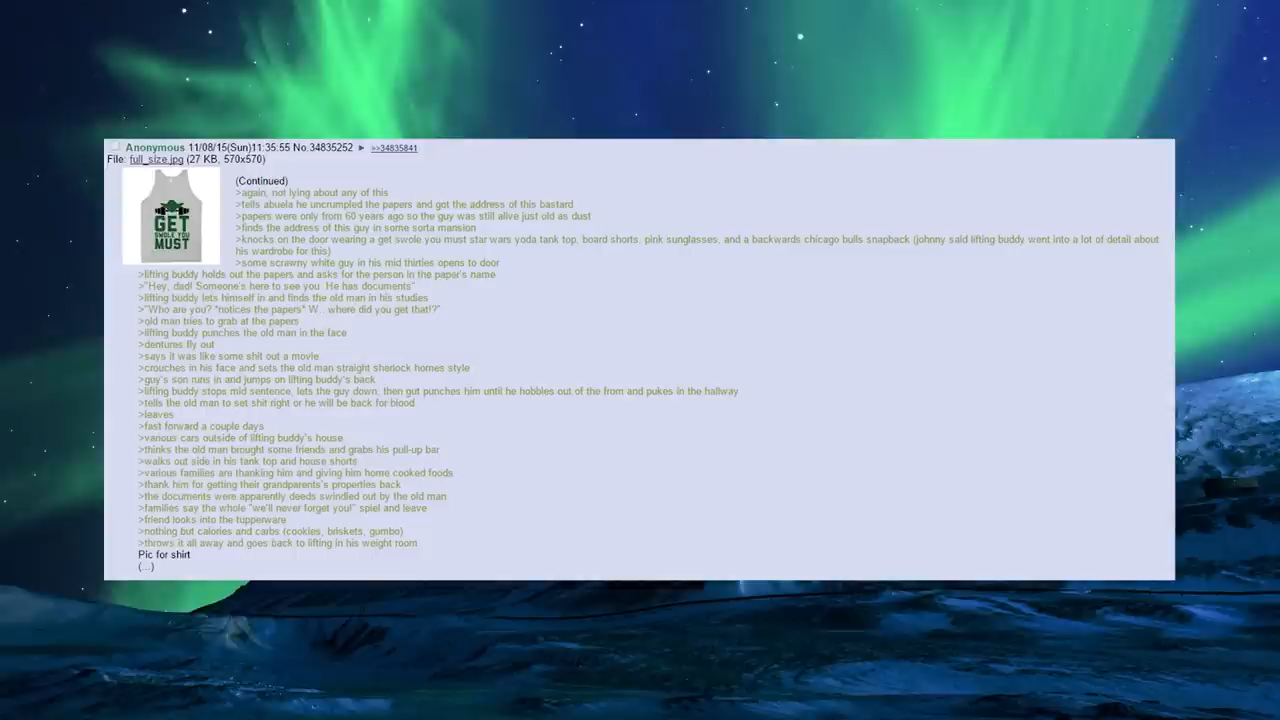 Anonymous 11/08/15(Sun)11:35:55 No.34835252 ► >>34835841
File: full_size.jpg (27 KB, 570x570)
GET
SWOLE YOU
MUST
(Continued)
>again, not lying about any of this
>tells abuela he uncrumpled the papers and got the address of this bastard
>papers were only from 60 years ago so the guy was still alive just old as dust
>finds the address of this guy in some sorta mansion
>knocks on the door wearing a get swole you must star wars yoda tank top, board shorts, pink sunglasses, and a backwards chicago bulls snapback (johnny said lifting buddy went into a lot of detail about
his wardrobe for this)
>some scrawny white guy in his mid thirties opens to door
>lifting buddy holds out the papers and asks for the person in the paper's name
>"Hey, dad! Someone's here to see you. He has documents"
>lifting buddy lets himself in and finds the old man in his studies
>"Who are you? *notices the papers* W.. where did you get that!?"
>old man tries to grab at the papers
>lifting buddy punches the old man in the face
>dentures fly out
>says it was like some shit out a movie
>crouches in his face and sets the old man straight sherlock homes style
>guy's son runs in and jumps on lifting buddy's back
>lifting buddy stops mid sentence, lets the guy down, then gut punches him until he hobbles out of the from and pukes in the hallway
>tells the old man to set shit right or he will be back for blood
>leaves
>fast forward a couple days
>various cars outside of lifting buddy's house
>thinks the old man brought some friends and grabs his pull-up bar
>walks out side in his tank top and house shorts
>various families are thanking him and giving him home cooked foods
>thank him for getting their grandparents's properties back
>the documents were apparently deeds swindled out by the old man
>families say the whole "we'll never forget you!" spiel and leave
>friend looks into the tupperware
>nothing but calories and carbs (cookies, briskets, gumbo)
>throws it all away and goes back to lifting in his weight room
Pic for shirt
(...)